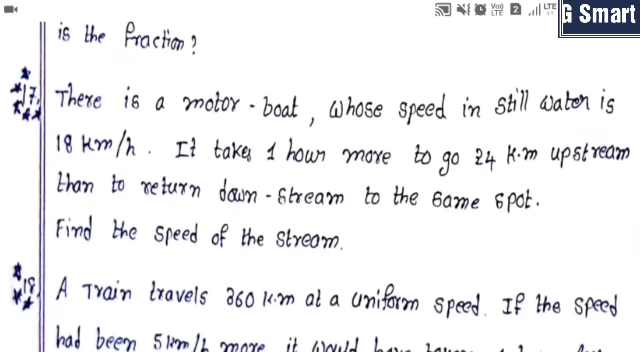 G Smart
is the fraction?
17. There is a motor-boat, whose speed in still water is
18 km/h. It takes 1 hour more to go 24 k.m upstream
than to return down-stream to the same spot.
Find the speed of the stream.
18. A Train travels 360 k.m at a uniform speed. If the speed
had been 5 km/h more, it would have